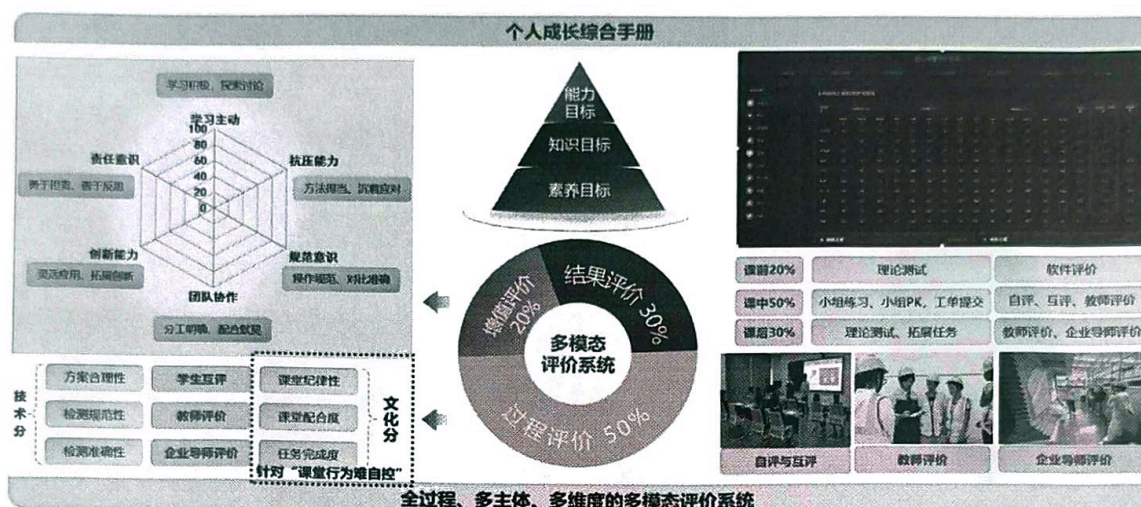 个人成长综合手册
学习积极、探索讨论
学习主动
100
80
60
40
20
0
责任意识
抗压能力
勇于担责、善于反思
方法得当、沉着应对
创新能力
规范意识
灵活应用、拓展创新
操作规范、对比准确
团队协作
分工明确、配合默契
能力
目标
知识目标
素养目标
增值评价
20%
结果评价 30%
过程评价 50%
多模态
评价系统
课前20%
理论测试
软件评价
课中50%
小组练习、小组PK、工单提交
自评、互评、教师评价
课后30%
理论测试、拓展任务
教师评价、企业导师评价
技术分
方案合理性
学生互评
课堂纪律性
检测规范性
教师评价
课堂配合度
检测准确性
企业导师评价
任务完成度
文化分
针对“课堂行为难自控”
自评与互评
教师评价
企业导师评价
全过程、多主体、多维度的多模态评价系统